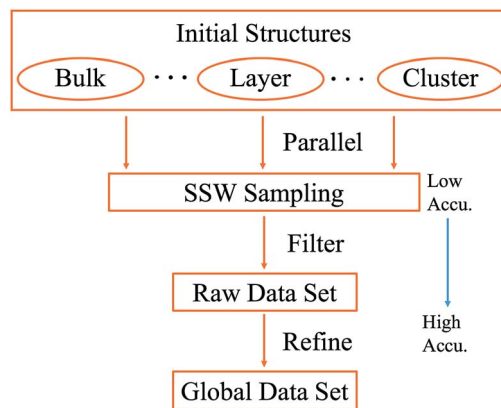 Initial Structures
Bulk ··· Layer ··· Cluster
Parallel
SSW Sampling
Low
Accu.
Filter
Raw Data Set
High
Accu.
Refine
Global Data Set